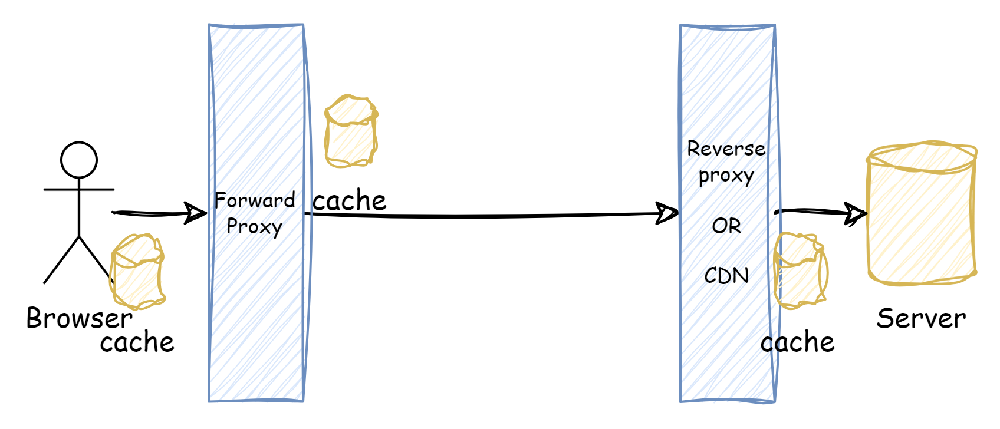 Forward
Proxy
cache
Reverse
proxy
OR
CDN
Browser
cache
cache
Server